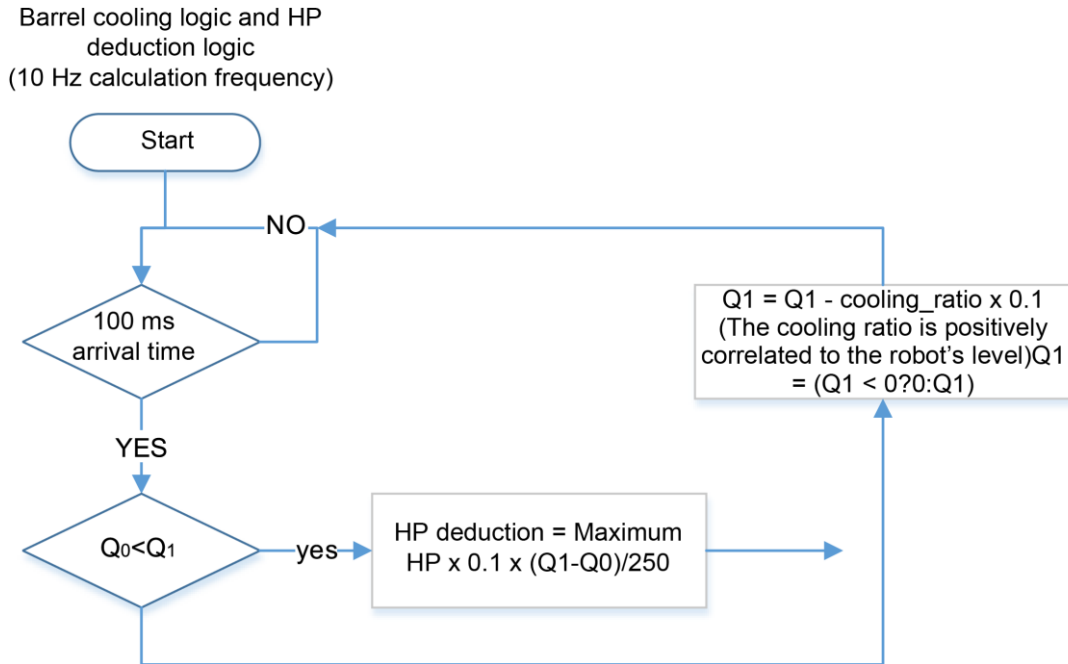 Barrel cooling logic and HP
deduction logic
(10 Hz calculation frequency)
Start
NO
100 ms
arrival time
Q1 = Q1 - cooling_ratio x 0.1
(The cooling ratio is positively
correlated to the robot’s level)Q1
= (Q1 < 0?0:Q1)
YES
Q0<Q1
yes
HP deduction = Maximum
HP x 0.1 x (Q1-Q0)/250